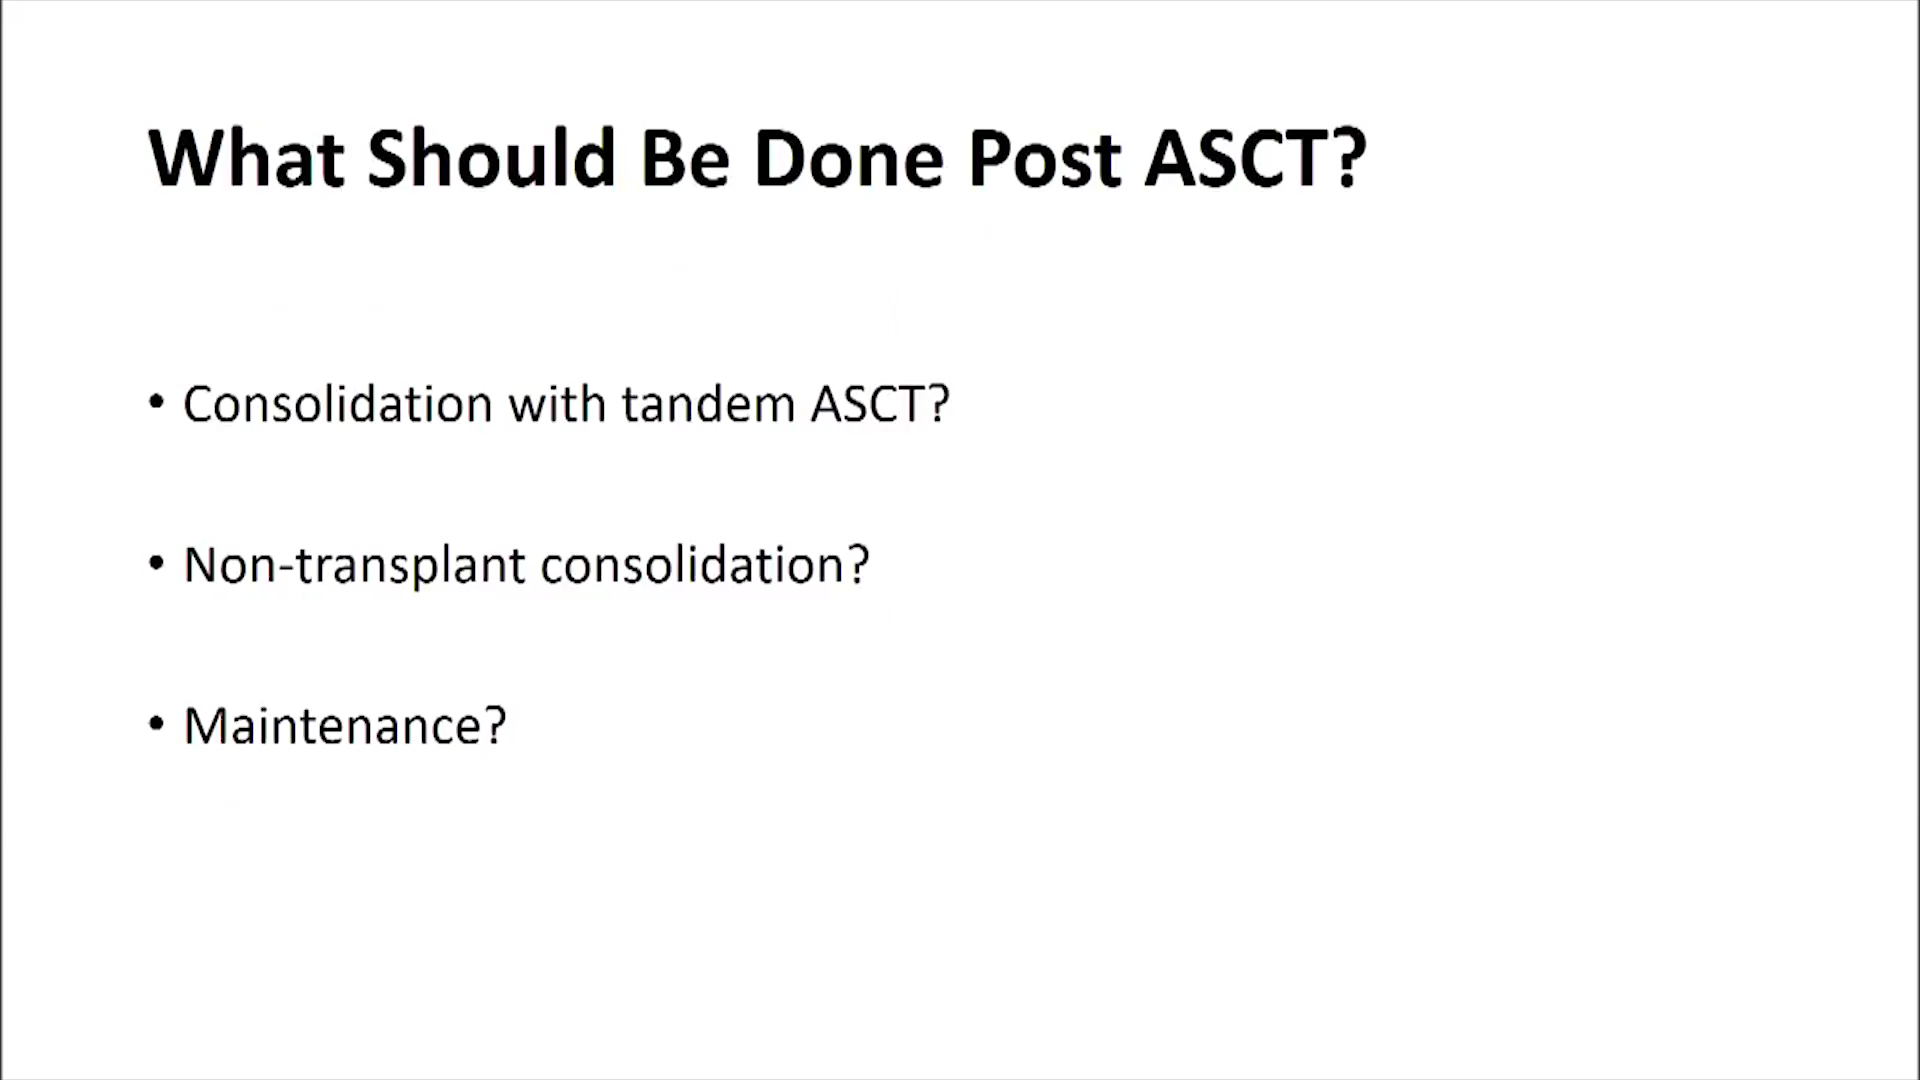 What Should Be Done Post ASCT?
• Consolidation with tandem ASCT?
• Non-transplant consolidation?
• Maintenance?